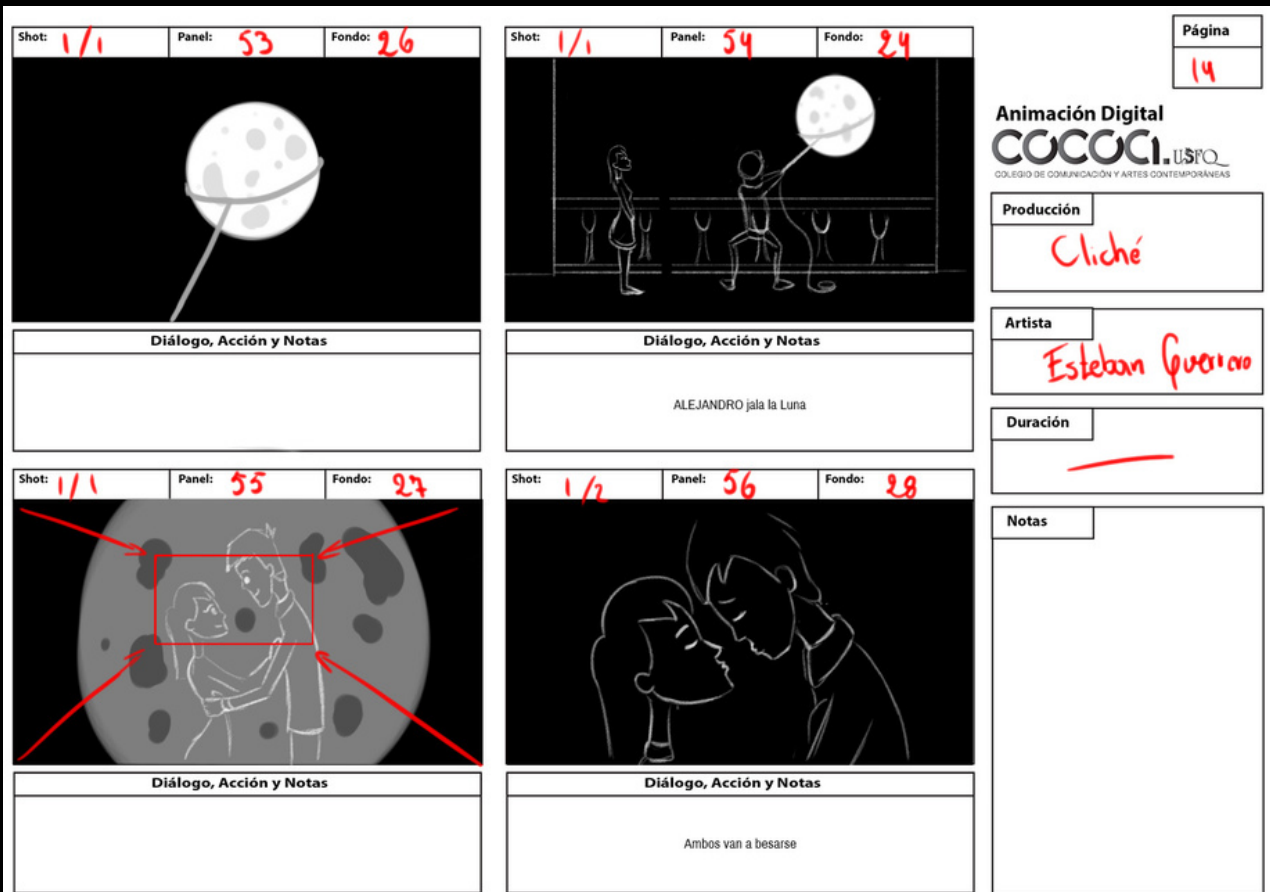 Shot: 1/1 Panel: 53 Fondo: 26
Diálogo, Acción y Notas
Shot: 1/1 Panel: 54 Fondo: 24
Diálogo, Acción y Notas
ALEJANDRO jala la Luna
Shot: 1/1 Panel: 55 Fondo: 27
Diálogo, Acción y Notas
Shot: 1/2 Panel: 56 Fondo: 28
Diálogo, Acción y Notas
Ambos van a besarse
Página
14
Animación Digital
COCOCI. USFQ
COLEGIO DE COMUNICACIÓN Y ARTES CONTEMPORÁNEAS
Producción
Cliché
Artista
Esteban Guerrero
Duración
Notas